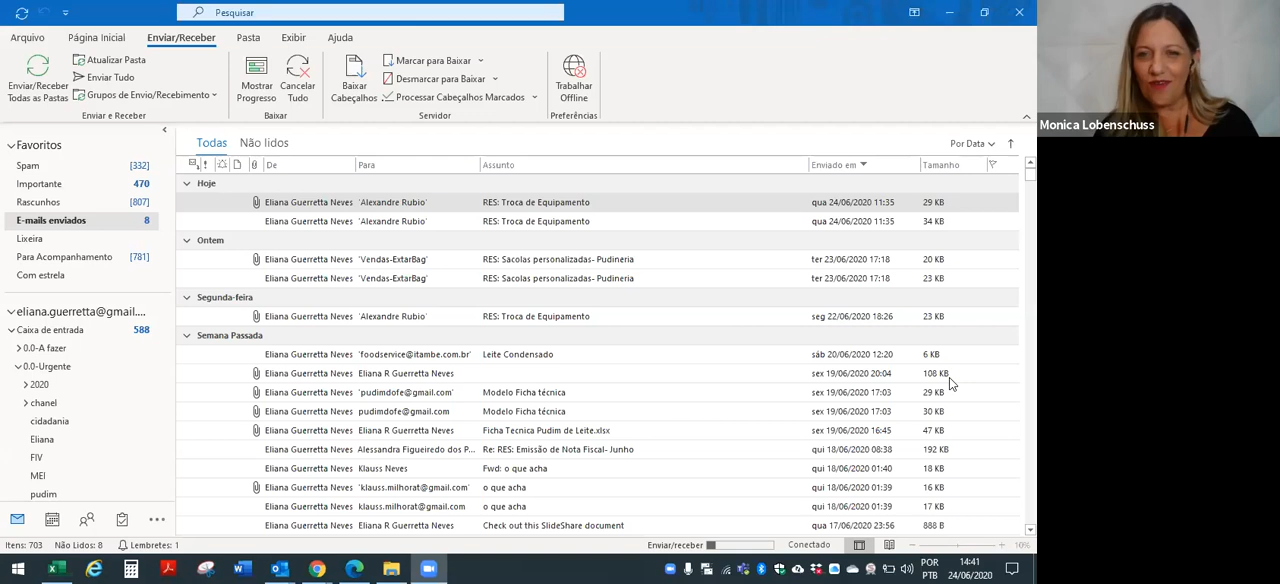 Pesquisar
Arquivo Página Inicial Enviar/Receber Pasta Exibir Ajuda
Enviar/Receber Todas as Pastas
Atualizar Pasta
Enviar Tudo
Grupos de Envio/Recebimento
Enviar e Receber
Mostrar Progresso
Cancelar Tudo
Baixar
Baixar Cabeçalhos
Marcar para Baixar
Desmarcar para Baixar
Processar Cabeçalhos Marcados
Servidor
Trabalhar Offline
Preferências
Monica Lobenschuss
Favoritos
Spam [332]
Importante 470
Rascunhos [807]
E-mails enviados 8
Lixeira
Para Acompanhamento [781]
Com estrela
eliana.guerretta@gmail....
Caixa de entrada 588
0.0-A fazer
0.0-Urgente
2020
chanel
cidadania
Eliana
FIV
MEI
pudim
Todas Não lidos Por Data
De Para Assunto Enviado em Tamanho
Hoje
Eliana Guerretta Neves 'Alexandre Rubio' RES: Troca de Equipamento qua 24/06/2020 11:35 29 KB
Eliana Guerretta Neves 'Alexandre Rubio' RES: Troca de Equipamento qua 24/06/2020 11:35 34 KB
Ontem
Eliana Guerretta Neves 'Vendas-ExtarBag' RES: Sacolas personalizadas- Pudineria ter 23/06/2020 17:18 20 KB
Eliana Guerretta Neves 'Vendas-ExtarBag' RES: Sacolas personalizadas- Pudineria ter 23/06/2020 17:18 23 KB
Segunda-feira
Eliana Guerretta Neves 'Alexandre Rubio' RES: Troca de Equipamento seg 22/06/2020 18:26 23 KB
Semana Passada
Eliana Guerretta Neves 'foodservice@itambe.com.br' Leite Condensado sáb 20/06/2020 12:20 6 KB
Eliana Guerretta Neves Eliana R Guerretta Neves sex 19/06/2020 20:04 108 KB
Eliana Guerretta Neves 'pudimdofe@gmail.com' Modelo Ficha técnica sex 19/06/2020 17:03 29 KB
Eliana Guerretta Neves pudimdofe@gmail.com Modelo Ficha técnica sex 19/06/2020 17:03 30 KB
Eliana Guerretta Neves Eliana R Guerretta Neves Ficha Tecnica Pudim de Leite.xlsx sex 19/06/2020 16:45 47 KB
Eliana Guerretta Neves Alessandra Figueiredo dos P... Re: RES: Emissão de Nota Fiscal- Junho qui 18/06/2020 08:38 192 KB
Eliana Guerretta Neves Klauss Neves Fwd: o que acha qui 18/06/2020 01:40 18 KB
Eliana Guerretta Neves 'klauss.milhorat@gmail.com' o que acha qui 18/06/2020 01:39 16 KB
Eliana Guerretta Neves klauss.milhorat@gmail.com o que acha qui 18/06/2020 01:39 17 KB
Eliana Guerretta Neves Eliana R Guerretta Neves Check out this SlideShare document qua 17/06/2020 23:56 888 B
Itens: 703 Não Lidos: 8 Lembretes: 1 Enviar/receber Conectado 10%
POR
PTB
14:41
24/06/2020